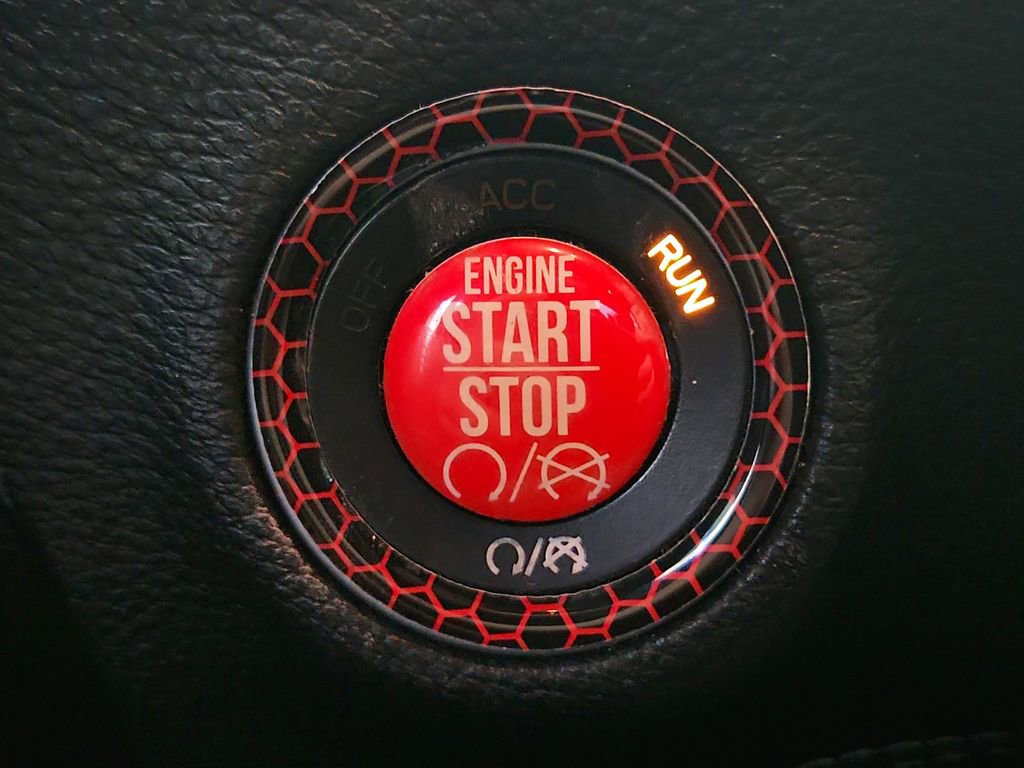 ACC
OFF
RUN
ENGINE
START
STOP